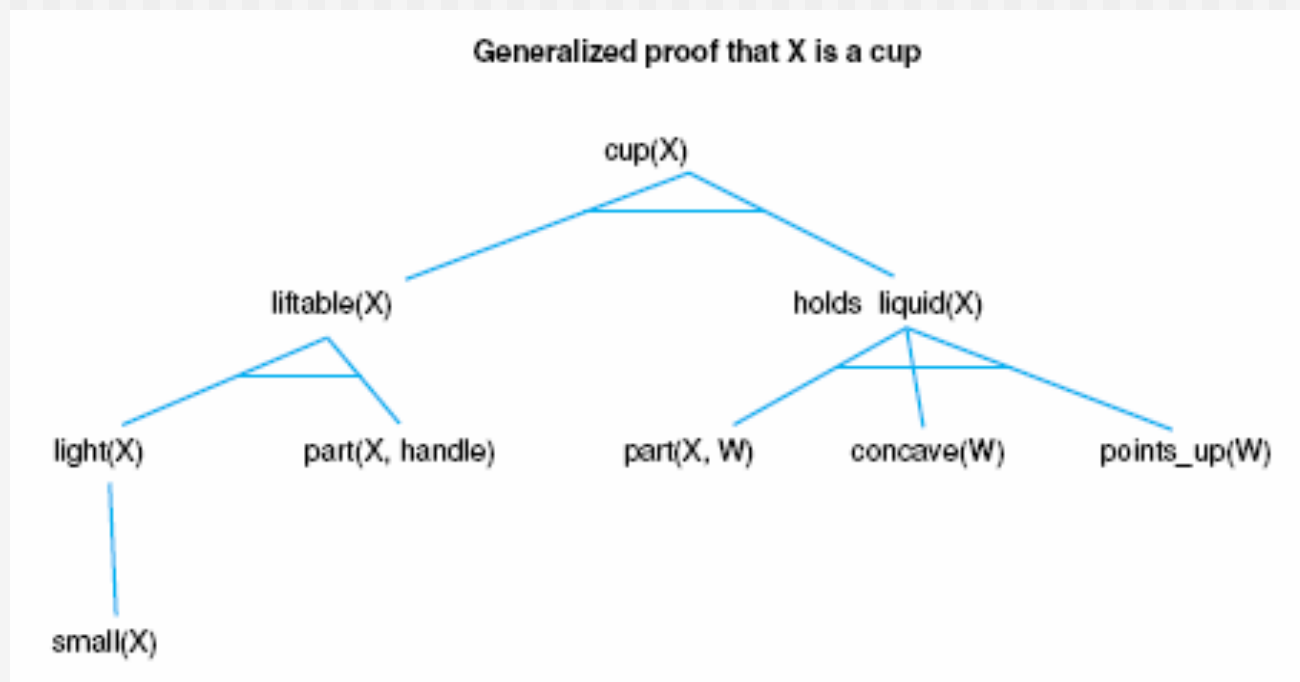 Generalized proof that X is a cup
cup(X)
liftable(X) holds liquid(X)
light(X) part(X, handle) part(X, W) concave(W) points_up(W)
small(X)